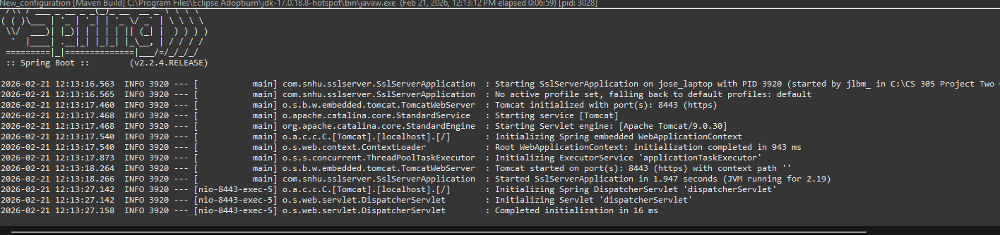 New_configuration [Maven Build] C:\Program Files\Eclipse Adoptium\jdk-17.0.18.8-hotspot\bin\javaw.exe (Feb 21, 2026, 12:13:12 PM elapsed 0:06:59) [pid: 3028]
 /\\ / ___'_ __ _ _(_)_ __  __ _ \ \ \ \
( ( )\___ | '_ | '_| | '_ \/ _` | \ \ \ \
 \\/  ___)| |_)| | | | | || (_| |  ) ) ) )
  '  |____| .__|_| |_|_| |_\__, | / / / /
 =========|_|==============|___/=/_/_/_/
 :: Spring Boot ::        (v2.2.4.RELEASE)
2026-02-21 12:13:16.563  INFO 3920 --- [           main] com.snhu.sslserver.SslServerApplication  : Starting SslServerApplication on jose_laptop with PID 3920 (started by jlbm_ in C:\CS 305 Project Two
2026-02-21 12:13:16.565  INFO 3920 --- [           main] com.snhu.sslserver.SslServerApplication  : No active profile set, falling back to default profiles: default
2026-02-21 12:13:17.460  INFO 3920 --- [           main] o.s.b.w.embedded.tomcat.TomcatWebServer  : Tomcat initialized with port(s): 8443 (https)
2026-02-21 12:13:17.468  INFO 3920 --- [           main] o.apache.catalina.core.StandardService   : Starting service [Tomcat]
2026-02-21 12:13:17.468  INFO 3920 --- [           main] org.apache.catalina.core.StandardEngine  : Starting Servlet engine: [Apache Tomcat/9.0.30]
2026-02-21 12:13:17.540  INFO 3920 --- [           main] o.a.c.c.C.[Tomcat].[localhost].[/]       : Initializing Spring embedded WebApplicationContext
2026-02-21 12:13:17.540  INFO 3920 --- [           main] o.s.web.context.ContextLoader            : Root WebApplicationContext: initialization completed in 943 ms
2026-02-21 12:13:17.873  INFO 3920 --- [           main] o.s.s.concurrent.ThreadPoolTaskExecutor  : Initializing ExecutorService 'applicationTaskExecutor'
2026-02-21 12:13:18.264  INFO 3920 --- [           main] o.s.b.w.embedded.tomcat.TomcatWebServer  : Tomcat started on port(s): 8443 (https) with context path ''
2026-02-21 12:13:18.266  INFO 3920 --- [           main] com.snhu.sslserver.SslServerApplication  : Started SslServerApplication in 1.947 seconds (JVM running for 2.19)
2026-02-21 12:13:27.142  INFO 3920 --- [nio-8443-exec-5] o.a.c.c.C.[Tomcat].[localhost].[/]       : Initializing Spring DispatcherServlet 'dispatcherServlet'
2026-02-21 12:13:27.142  INFO 3920 --- [nio-8443-exec-5] o.s.web.servlet.DispatcherServlet        : Initializing Servlet 'dispatcherServlet'
2026-02-21 12:13:27.158  INFO 3920 --- [nio-8443-exec-5] o.s.web.servlet.DispatcherServlet        : Completed initialization in 16 ms